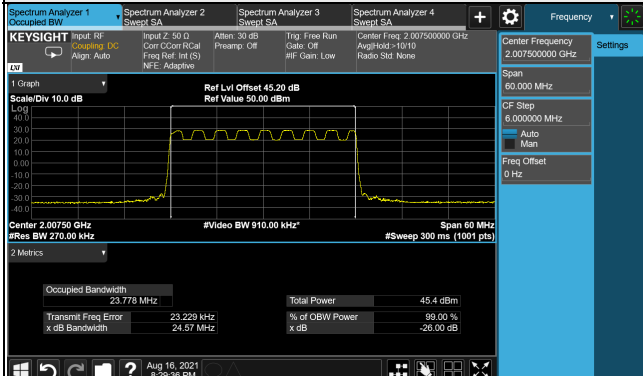 Spectrum Analyzer 1
Occupied BW
Spectrum Analyzer 2
Swept SA
Spectrum Analyzer 3
Swept SA
Spectrum Analyzer 4
Swept SA
+
Frequency
KEYSIGHT
Input: RF
Coupling: DC
Align: Auto
Input Z: 50 Ω
Corr CCorr RCal
Freq Ref: Int (S)
NFE: Adaptive
Atten: 30 dB
Preamp: Off
Trig: Free Run
Gate: Off
#IF Gain: Low
Center Freq: 2.007500000 GHz
Avg|Hold:>10/10
Radio Std: None
LXI
Center Frequency
2.007500000 GHz
Settings
Span
60.000 MHz
CF Step
6.000000 MHz
Auto
Man
Freq Offset
0 Hz
1 Graph
Scale/Div 10.0 dB
Ref Lvl Offset 45.20 dB
Ref Value 50.00 dBm
Log
40.0
30.0
20.0
10.0
0.00
-10.0
-20.0
-30.0
-40.0
Center 2.00750 GHz
#Video BW 910.00 kHz*
Span 60 MHz
#Res BW 270.00 kHz
#Sweep 300 ms (1001 pts)
2 Metrics
Occupied Bandwidth
23.778 MHz
Total Power 45.4 dBm
Transmit Freq Error 23.229 kHz
% of OBW Power 99.00 %
x dB Bandwidth 24.57 MHz
x dB -26.00 dB
?
Aug 16, 2021
8:29:36 PM